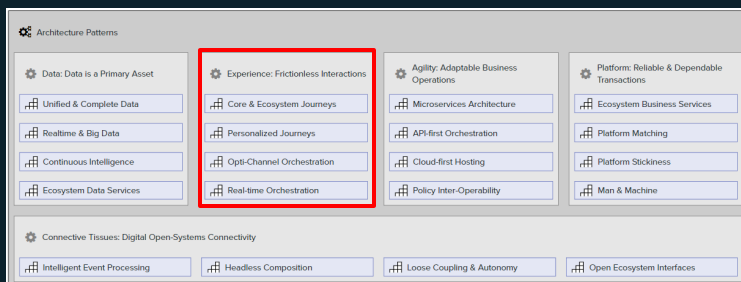 Architecture Patterns
Data: Data is a Primary Asset
Unified & Complete Data
Realtime & Big Data
Continuous Intelligence
Ecosystem Data Services
Experience: Frictionless Interactions
Core & Ecosystem Journeys
Personalized Journeys
Opti-Channel Orchestration
Real-time Orchestration
Agility: Adaptable Business
Operations
Microservices Architecture
API-first Orchestration
Cloud-first Hosting
Policy Inter-Operability
Platform: Reliable & Dependable
Transactions
Ecosystem Business Services
Platform Matching
Platform Stickiness
Man & Machine
Connective Tissues: Digital Open-Systems Connectivity
Intelligent Event Processing
Headless Composition
Loose Coupling & Autonomy
Open Ecosystem Interfaces